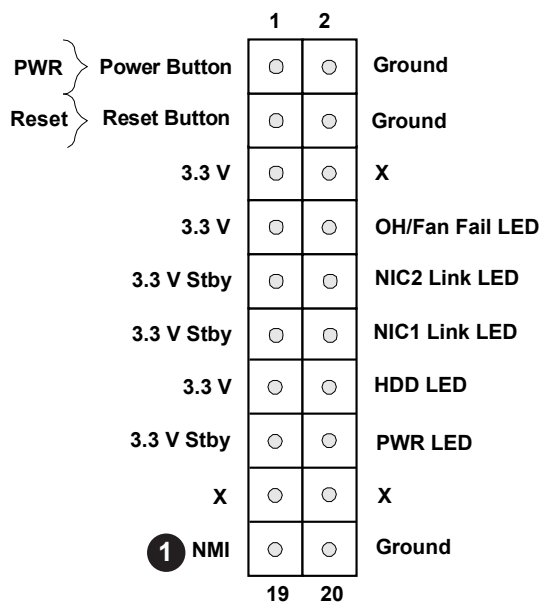 1 2
PWR Power Button Ground
Reset Reset Button Ground
3.3 V X
3.3 V OH/Fan Fail LED
3.3 V Stby NIC2 Link LED
3.3 V Stby NIC1 Link LED
3.3 V HDD LED
3.3 V Stby PWR LED
X X
1 NMI Ground
19 20